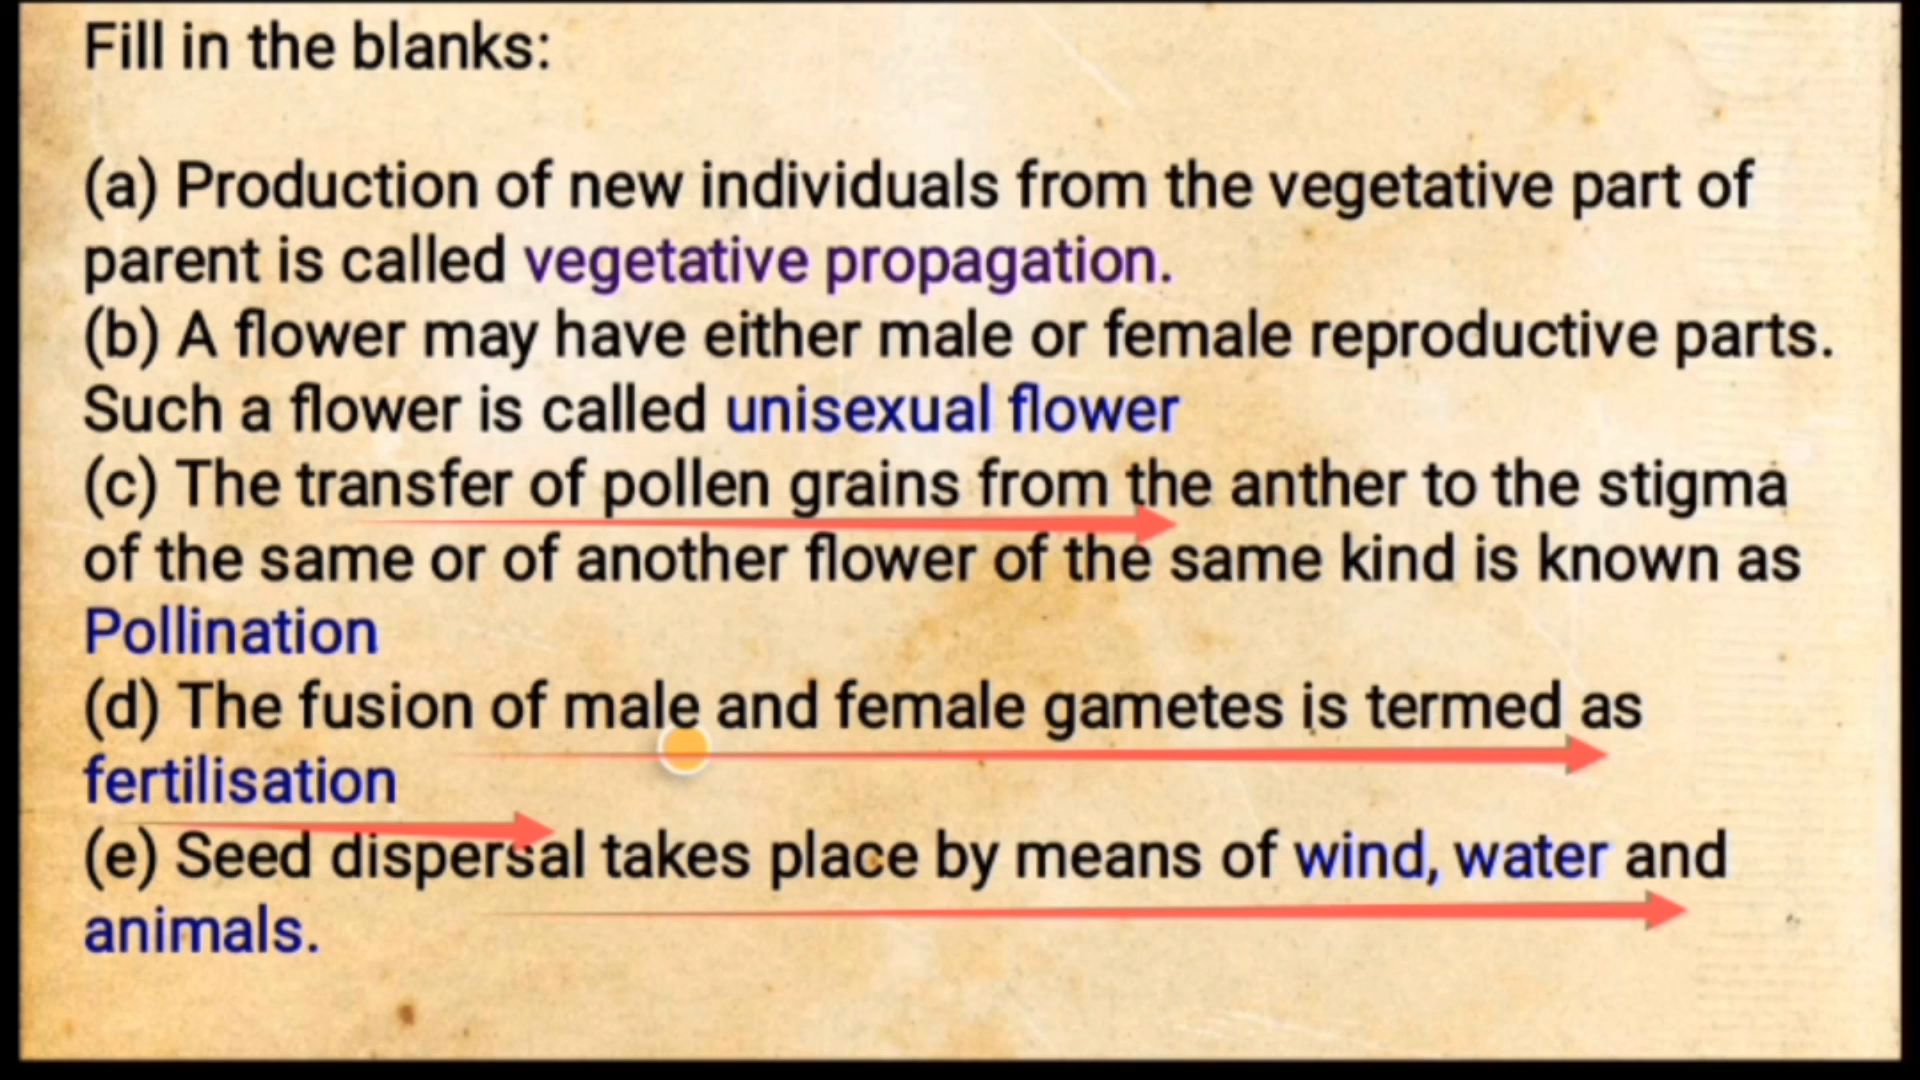 Fill in the blanks:
(a) Production of new individuals from the vegetative part of
parent is called vegetative propagation.
(b) A flower may have either male or female reproductive parts.
Such a flower is called unisexual flower
(c) The transfer of pollen grains from the anther to the stigma
of the same or of another flower of the same kind is known as
Pollination
(d) The fusion of male and female gametes is termed as
fertilisation
(e) Seed dispersal takes place by means of wind, water and
animals.